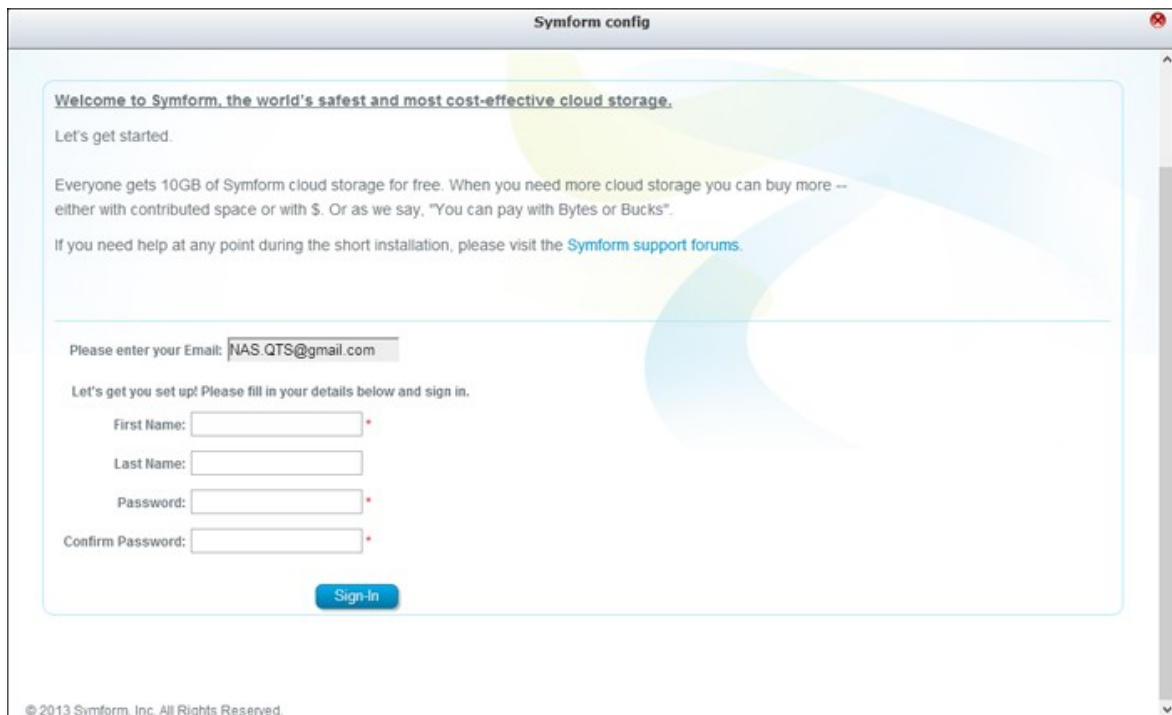 Symform config
Welcome to Symform, the world's safest and most cost-effective cloud storage.
Let's get started.
Everyone gets 10GB of Symform cloud storage for free. When you need more cloud storage you can buy more --
either with contributed space or with $. Or as we say, "You can pay with Bytes or Bucks".
If you need help at any point during the short installation, please visit the Symform support forums.
Please enter your Email: NAS.QTS@gmail.com
Let's get you set up! Please fill in your details below and sign in.
First Name: *
Last Name:
Password: *
Confirm Password: *
Sign-In
© 2013 Symform, Inc. All Rights Reserved.